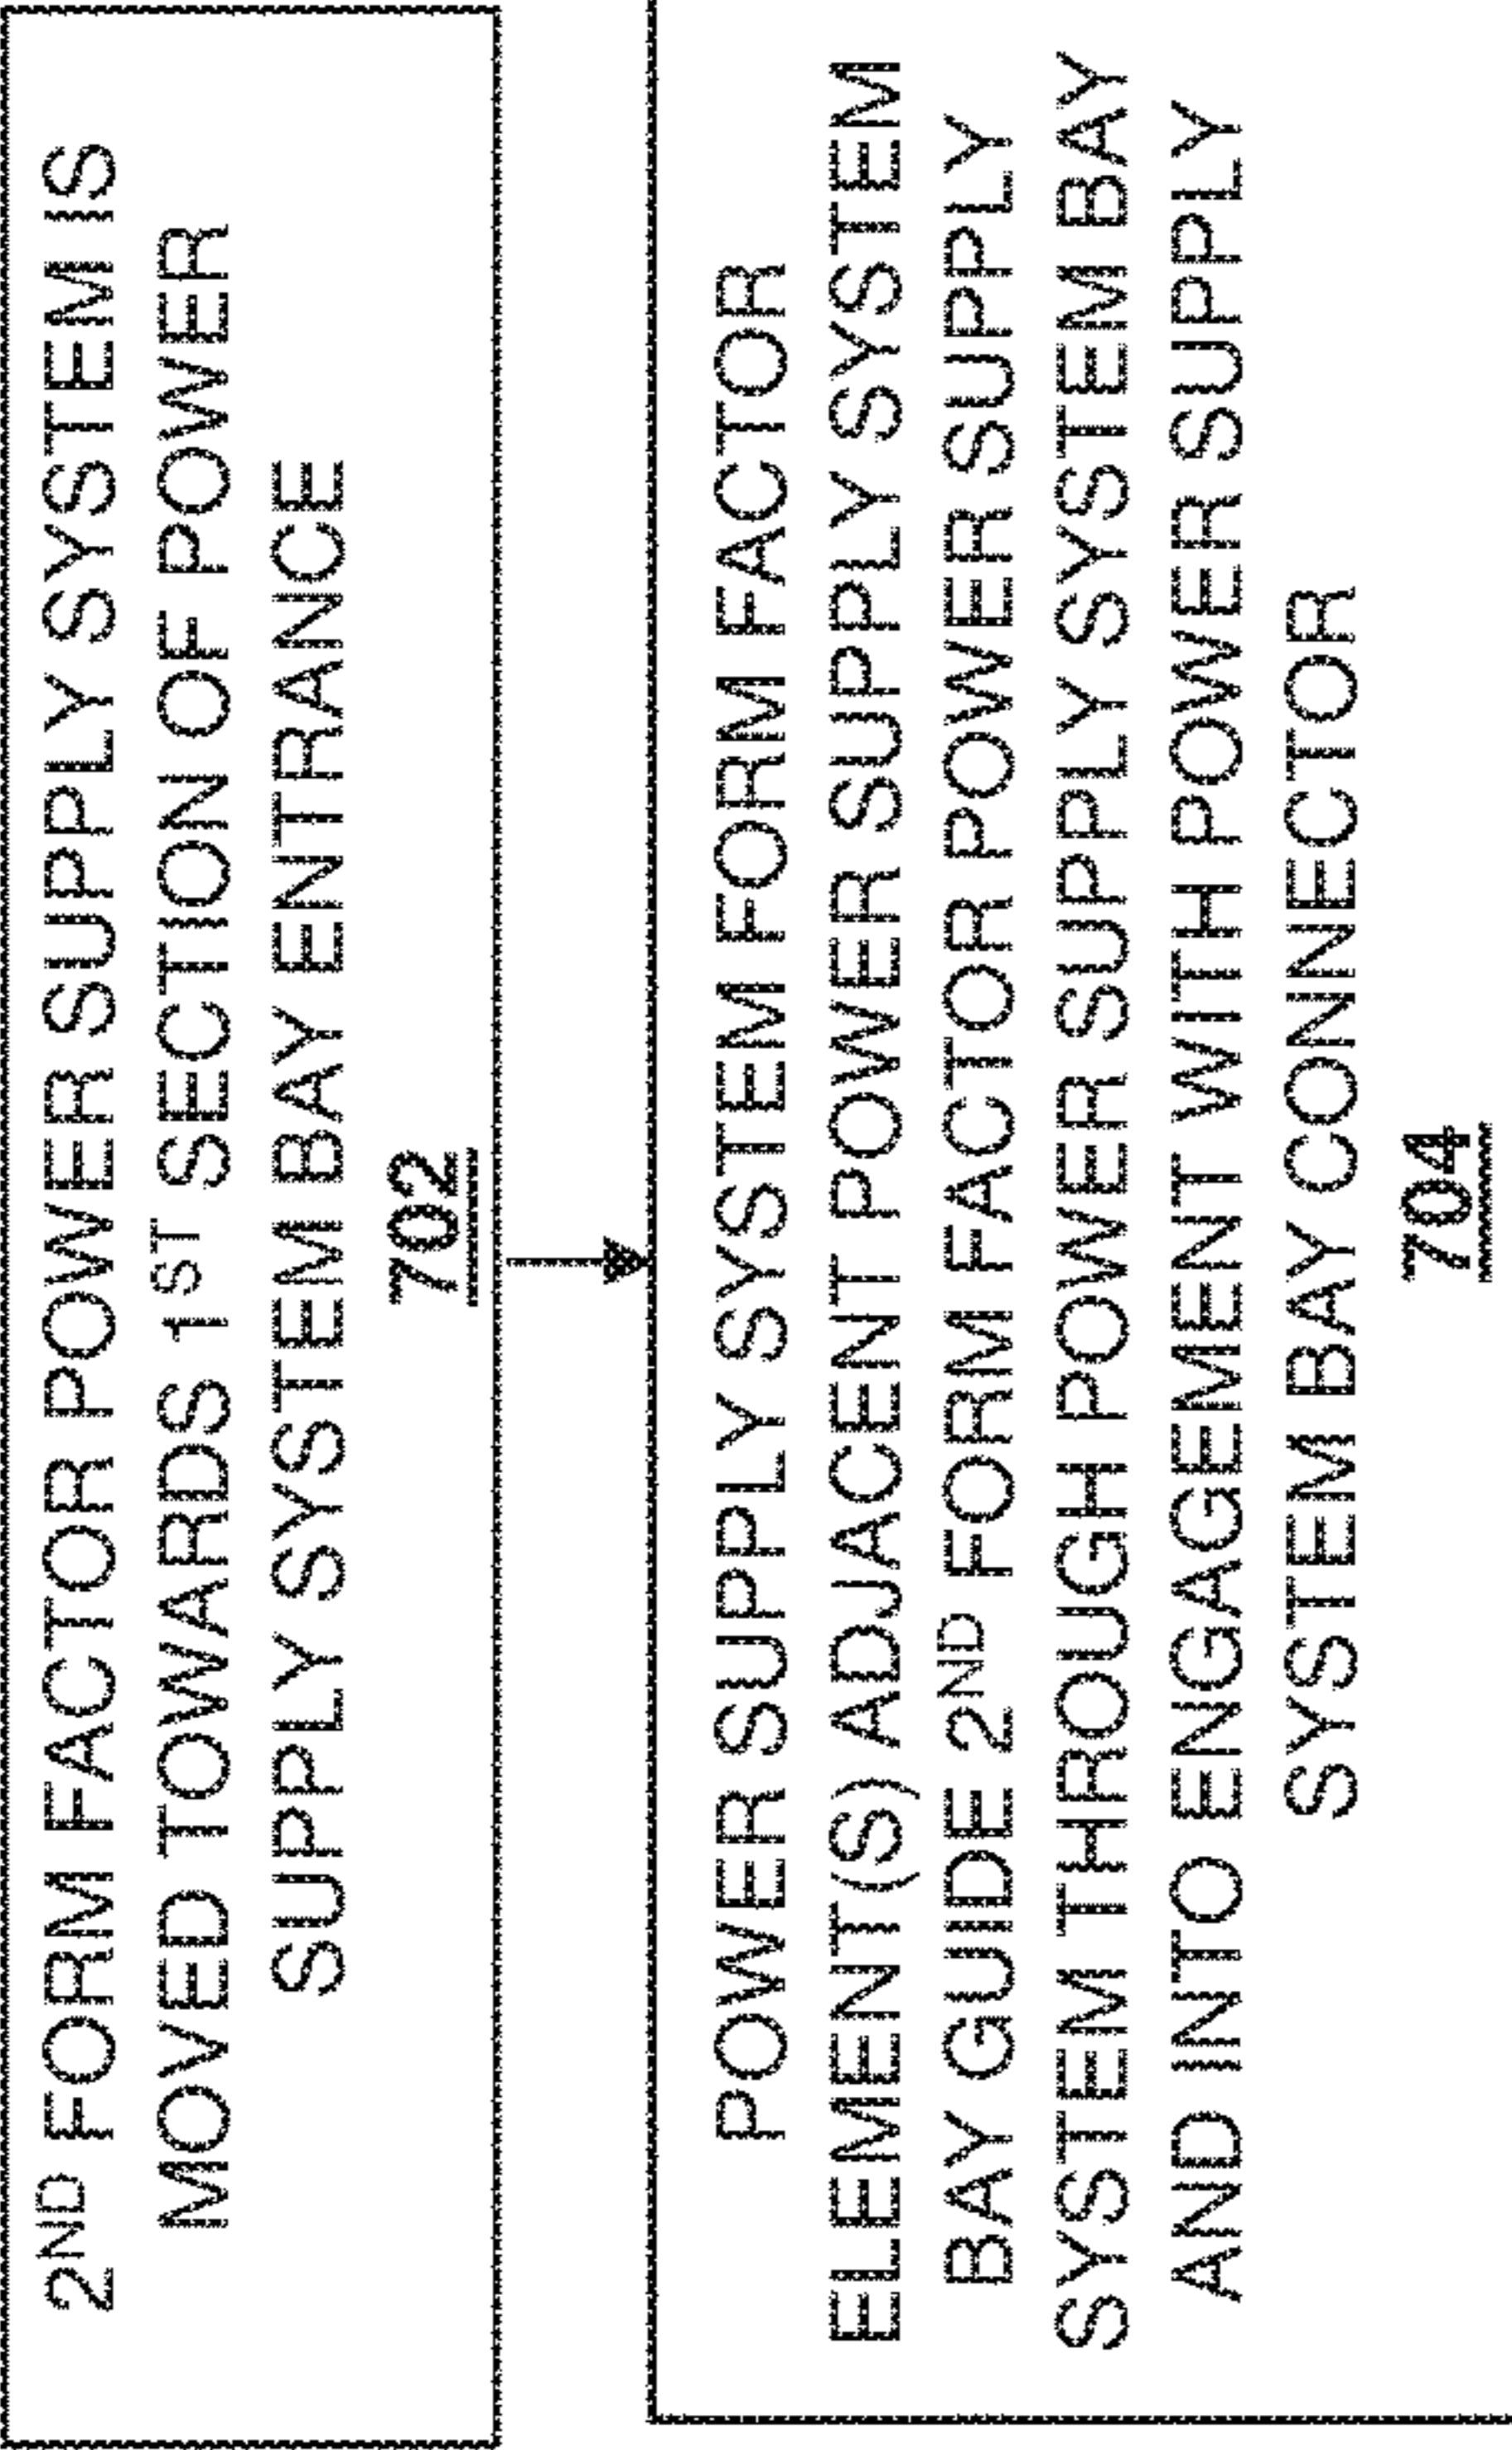 2ND FORM FACTOR POWER SUPPLY SYSTEM IS
MOVED TOWARDS 1ST SECTION OF POWER
SUPPLY SYSTEM BAY ENTRANCE
702
POWER SUPPLY SYSTEM FORM FACTOR
ELEMENT(S) ADJACENT POWER SUPPLY SYSTEM
BAY GUIDE 2ND FORM FACTOR POWER SUPPLY
SYSTEM THROUGH POWER SUPPLY SYSTEM BAY
AND INTO ENGAGEMENT WITH POWER SUPPLY
SYSTEM BAY CONNECTOR
704